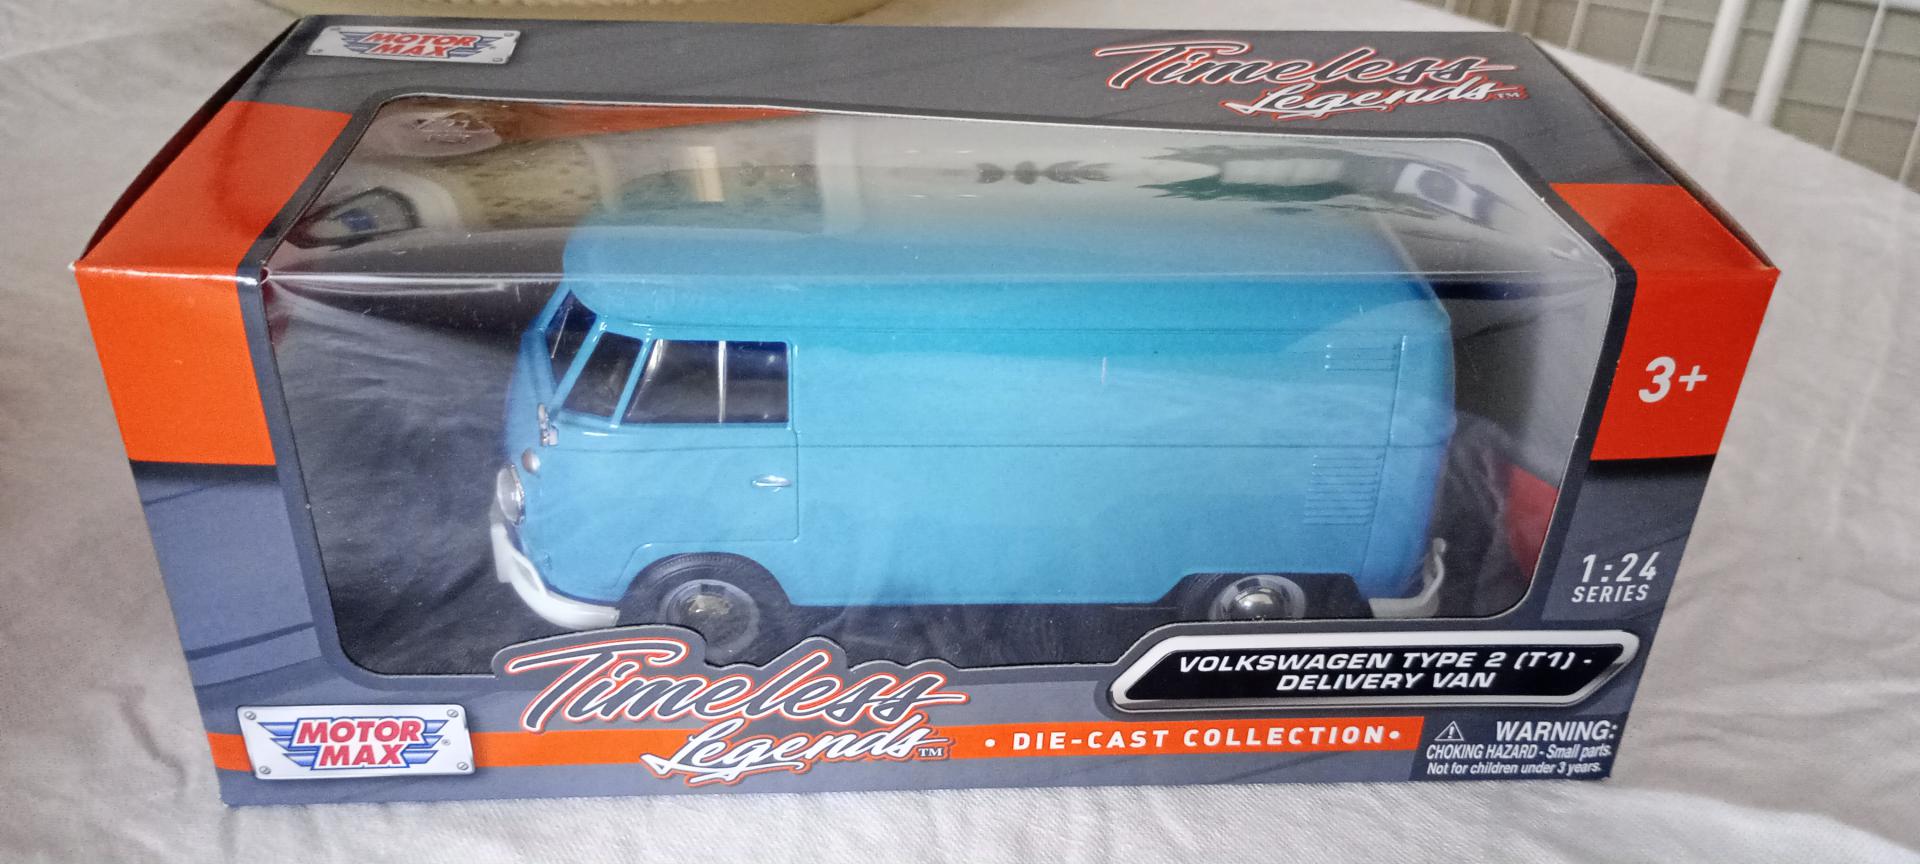 MOTOR
MAX
Timeless
Legends™
3+
1:24
SERIES
VOLKSWAGEN TYPE 2 (T1) -
DELIVERY VAN
Timeless
Legends™
MOTOR
MAX®
• DIE-CAST COLLECTION •
WARNING:
CHOKING HAZARD - Small parts.
Not for children under 3 years.